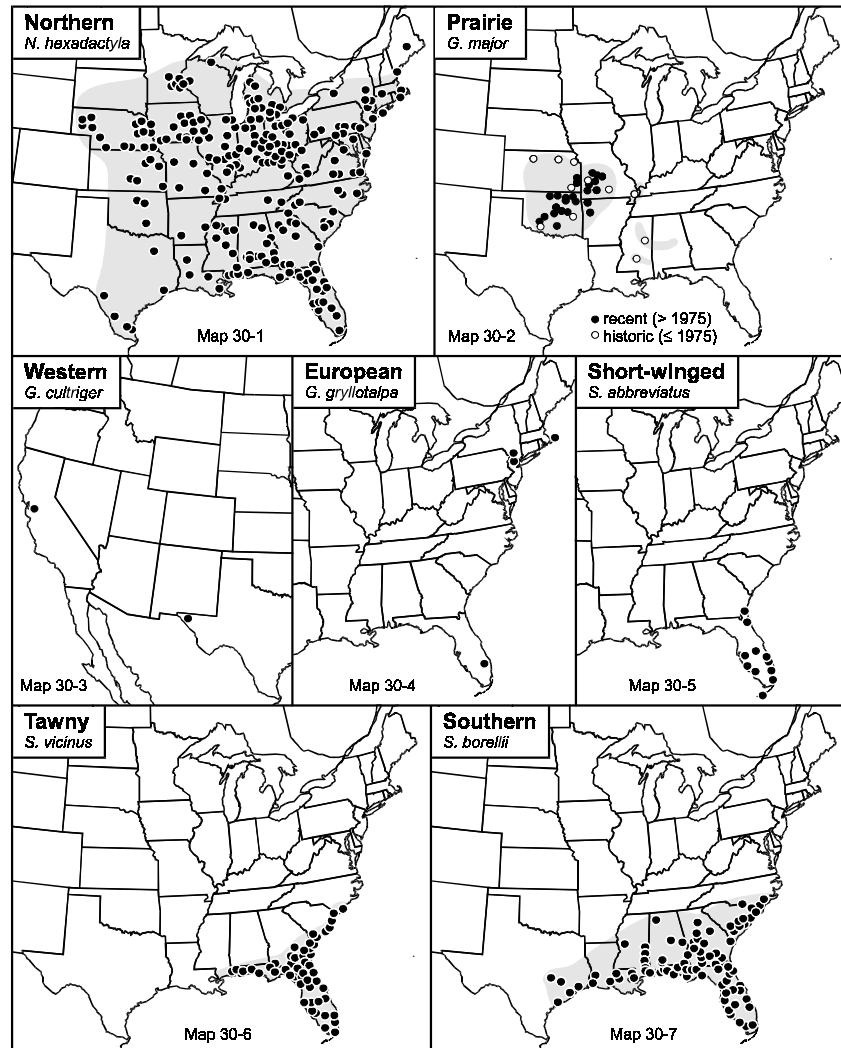 Northern
N. hexadactyla
Map 30-1
Prairie
G. major
recent (> 1975)
historic (≤ 1975)
Map 30-2
Western
G. cultriger
Map 30-3
European
G. gryllotalpa
Map 30-4
Short-winged
S. abbreviatus
Map 30-5
Tawny
S. vicinus
Map 30-6
Southern
S. borellii
Map 30-7